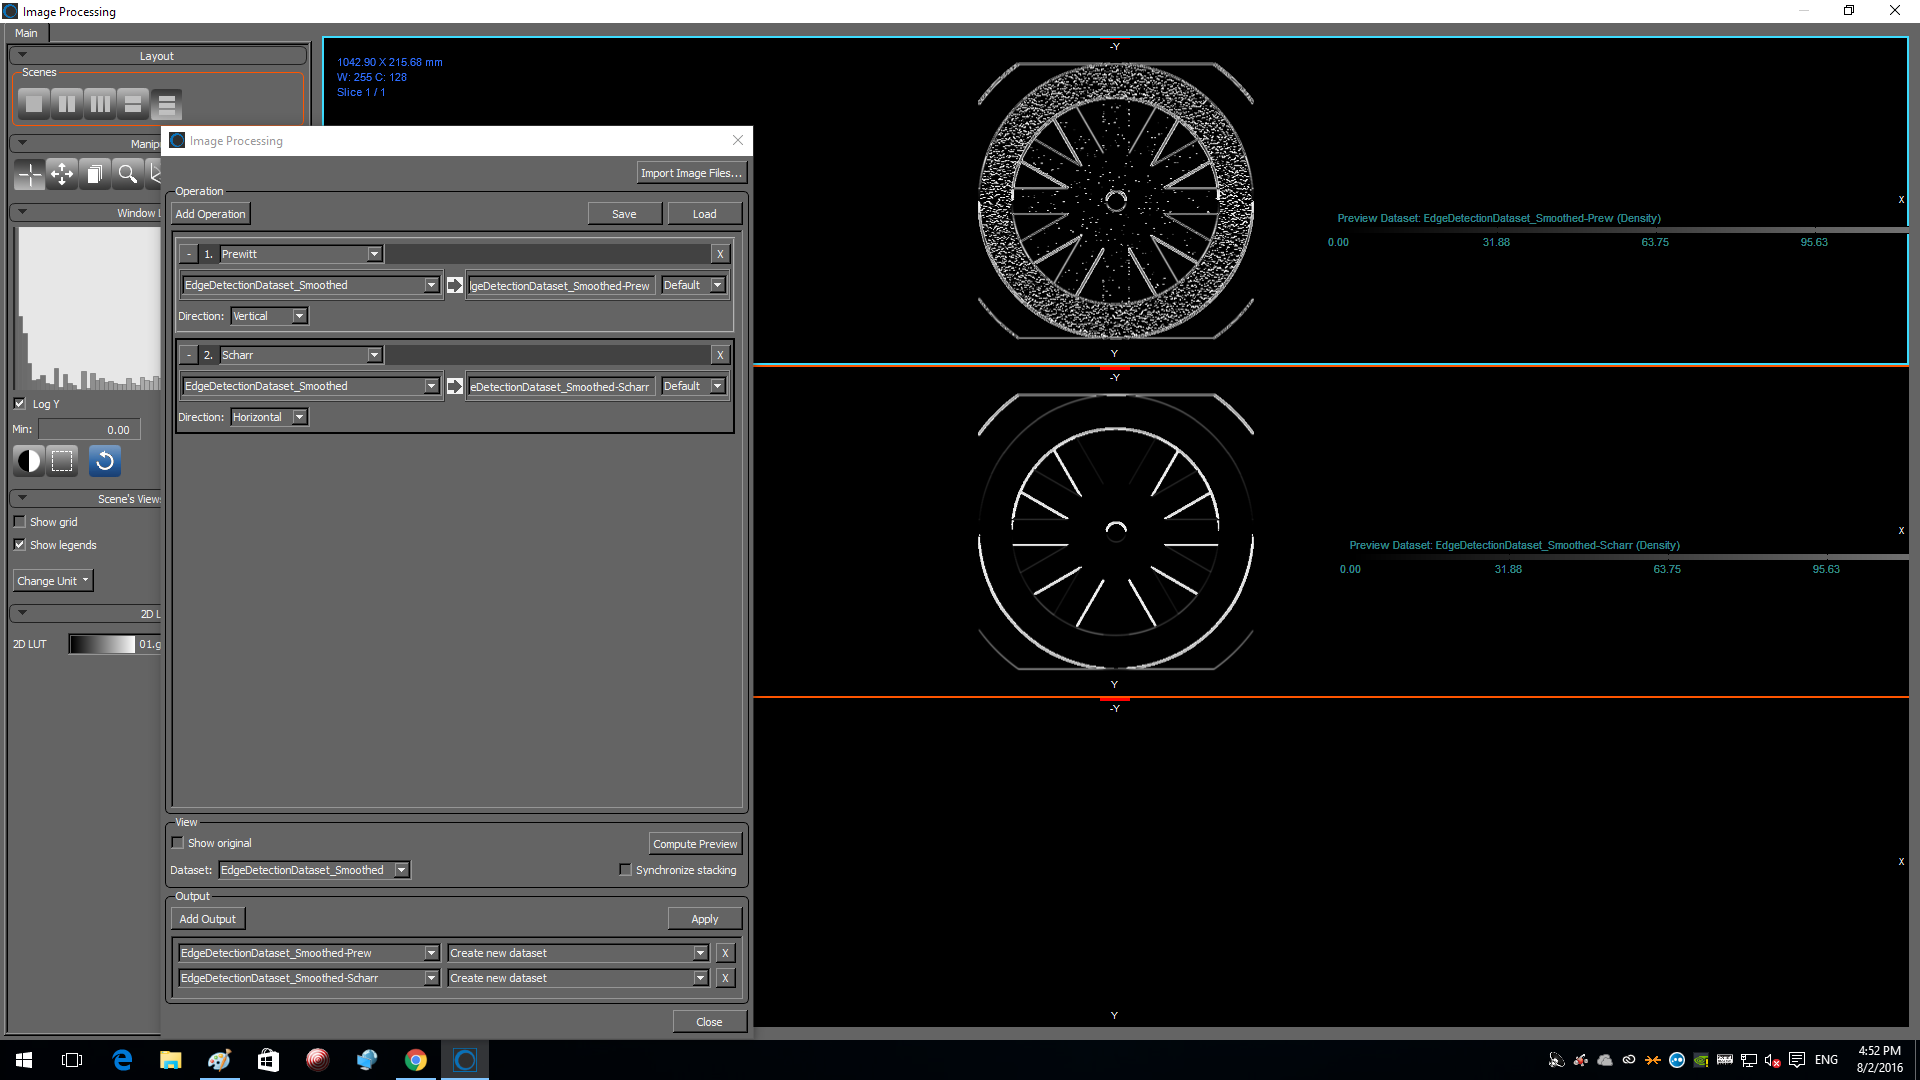 Image Processing
Main
Layout
Scenes
Manip
Window L
Log Y
Min: 0.00
Scene's Views
Show grid
Show legends
Change Unit
2D L
2D LUT 01.g
Image Processing
Import Image Files...
Operation
Add Operation Save Load
- 1. Prewitt X
EdgeDetectionDataset_Smoothed geDetectionDataset_Smoothed-Prew Default
Direction: Vertical
- 2. Scharr X
EdgeDetectionDataset_Smoothed eDetectionDataset_Smoothed-Scharr Default
Direction: Horizontal
View
Show original
Compute Preview
Dataset: EdgeDetectionDataset_Smoothed Synchronize stacking
Output
Add Output Apply
EdgeDetectionDataset_Smoothed-Prew Create new dataset X
EdgeDetectionDataset_Smoothed-Scharr Create new dataset X
Close
1042.90 X 215.68 mm
W: 255 C: 128
Slice 1 / 1
-Y
X
Preview Dataset: EdgeDetectionDataset_Smoothed-Prew (Density)
0.00 31.88 63.75 95.63
Y
-Y
X
Preview Dataset: EdgeDetectionDataset_Smoothed-Scharr (Density)
0.00 31.88 63.75 95.63
Y
-Y
X
Y
ENG
4:52 PM
8/2/2016